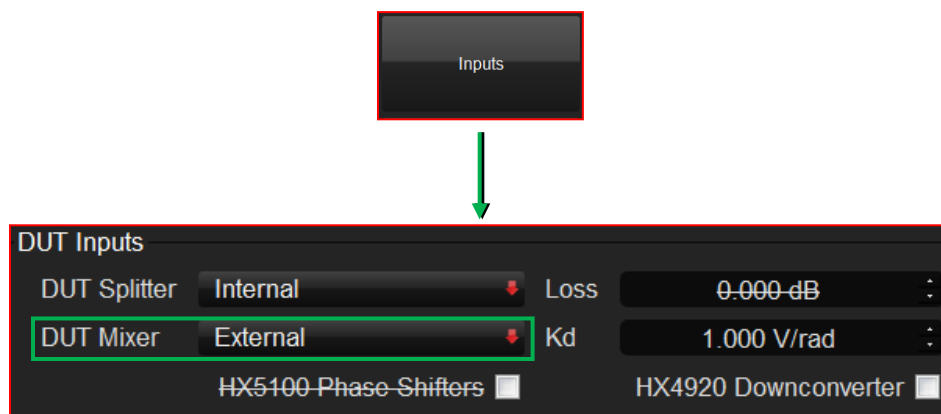 Inputs
DUT Inputs
DUT Splitter Internal Loss 0.000 dB
DUT Mixer External Kd 1.000 V/rad
HX5100 Phase Shifters HX4920 Downconverter